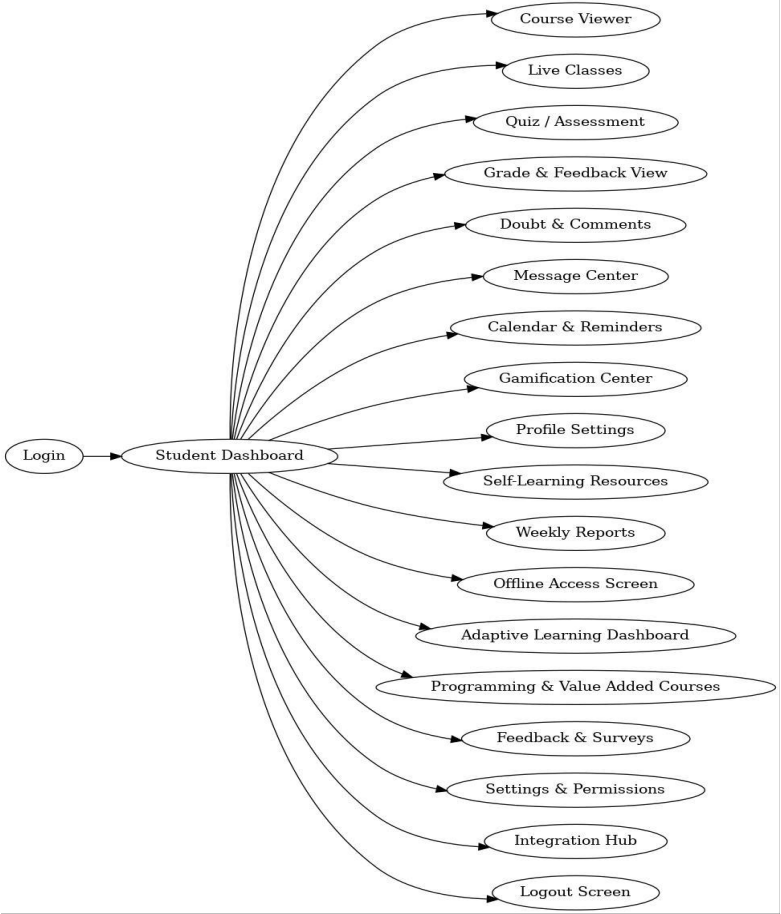 Course Viewer
Live Classes
Quiz / Assessment
Grade & Feedback View
Doubt & Comments
Message Center
Calendar & Reminders
Gamification Center
Profile Settings
Login
Student Dashboard
Self-Learning Resources
Weekly Reports
Offline Access Screen
Adaptive Learning Dashboard
Programming & Value Added Courses
Feedback & Surveys
Settings & Permissions
Integration Hub
Logout Screen